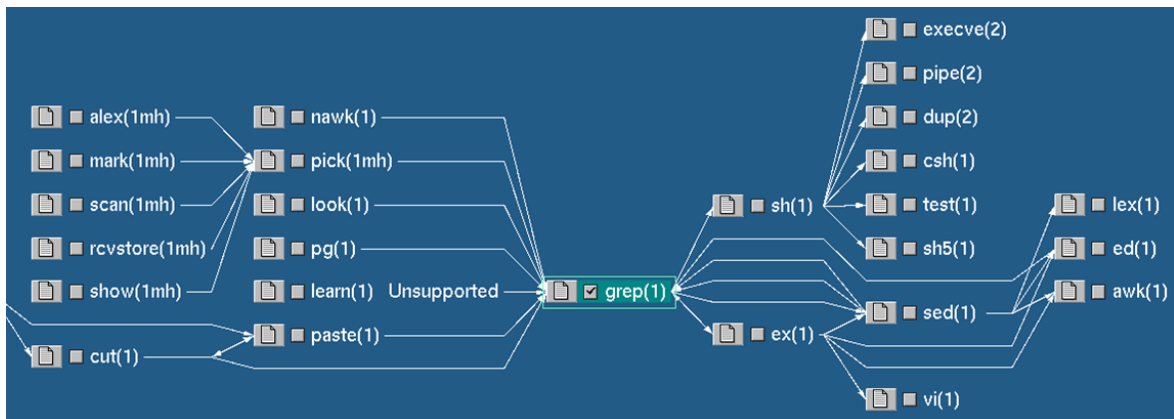 execve(2)
pipe(2)
alex(1mh) nawk(1) dup(2)
mark(1mh) pick(1mh) csh(1)
scan(1mh) look(1) sh(1) test(1) lex(1)
rcvstore(1mh) pg(1) sh5(1) ed(1)
show(1mh) learn(1) Unsupported grep(1) awk(1)
sed(1)
paste(1) ex(1)
cut(1)
vi(1)